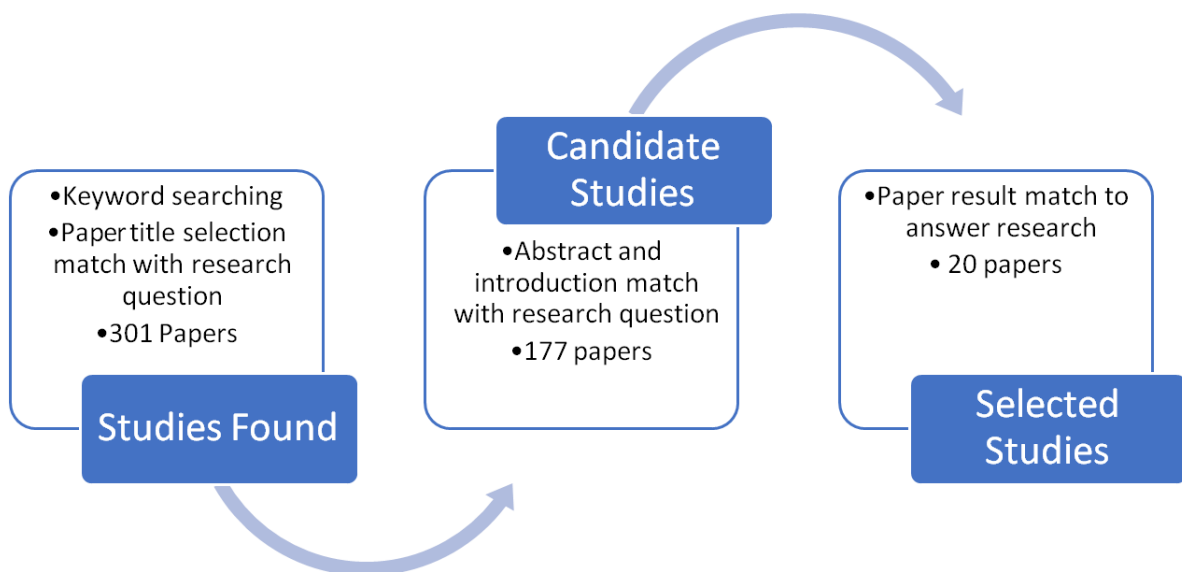 •Keyword searching
•Paper title selection
match with research
question
•301 Papers
Studies Found
Candidate
Studies
•Abstract and
introduction match
with research question
•177 papers
•Paper result match to
answer research
• 20 papers
Selected
Studies